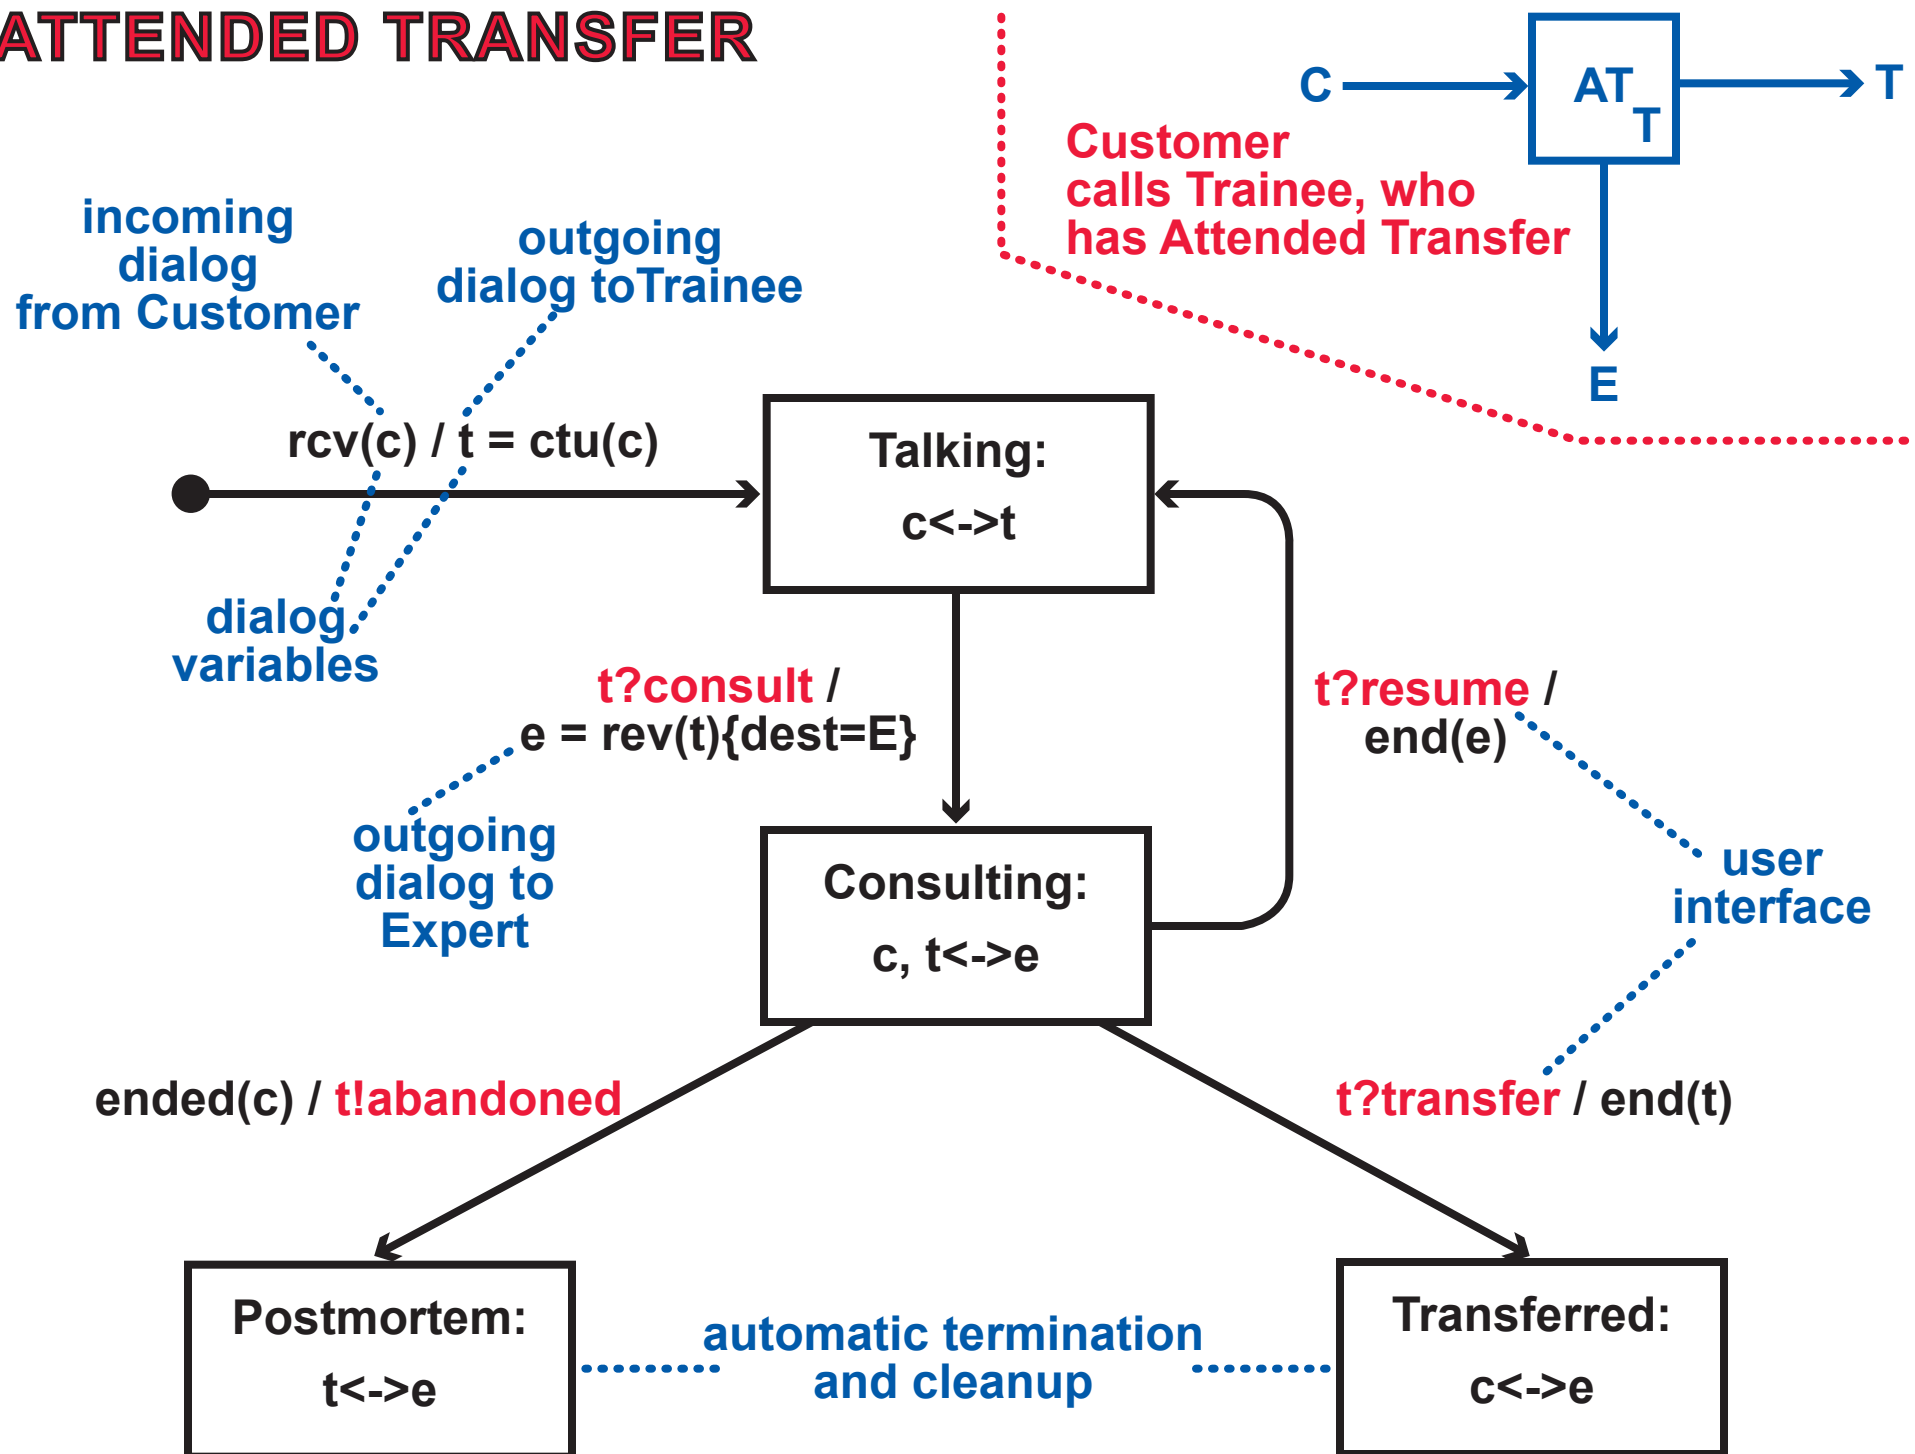 ATTENDED TRANSFER
C
AT
T
T
E
Customer
calls Trainee, who
has Attended Transfer
incoming
dialog
from Customer
outgoing
dialog toTrainee
rcv(c) / t = ctu(c)
dialog
variables
Talking:
c<->t
t?consult /
e = rev(t){dest=E}
t?resume /
end(e)
outgoing
dialog to
Expert
Consulting:
c, t<->e
user
interface
ended(c) / t!abandoned
t?transfer / end(t)
Postmortem:
t<->e
automatic termination
and cleanup
Transferred:
c<->e